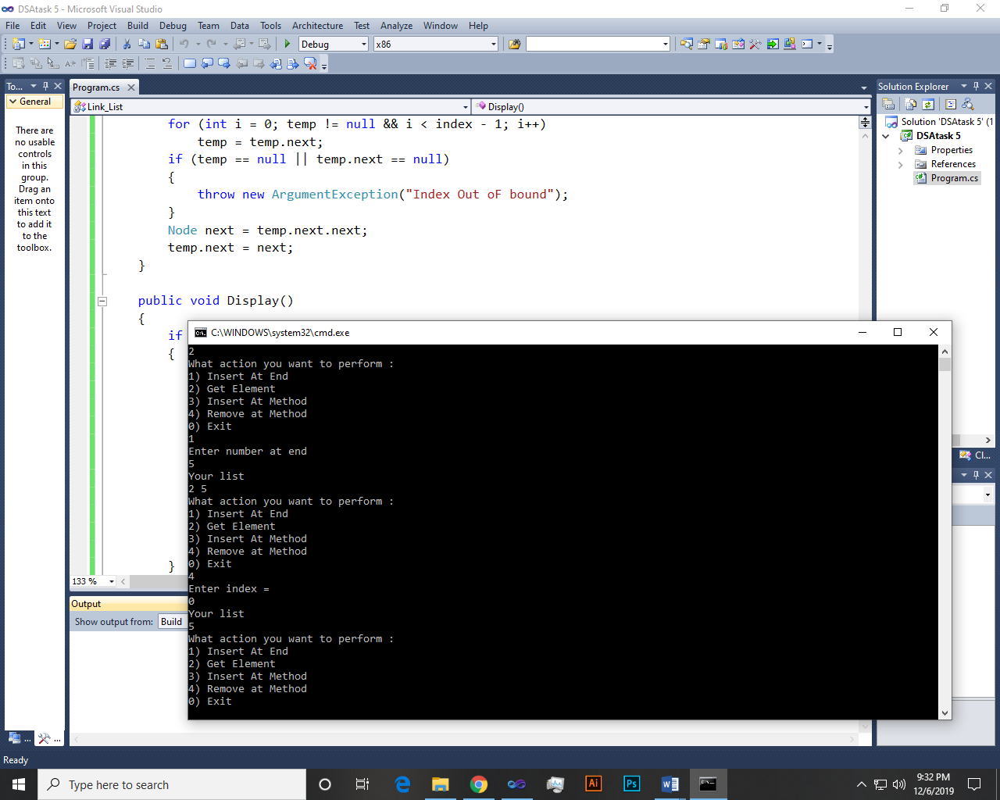 DSAtask 5 - Microsoft Visual Studio
File Edit View Project Build Debug Team Data Tools Architecture Test Analyze Window Help
Debug x86
To...
General
There are
no usable
controls
in this
group.
Drag an
item onto
this text
to add it
to the
toolbox.
Program.cs
Link_List Display()
for (int i = 0; temp != null && i < index - 1; i++)
temp = temp.next;
if (temp == null || temp.next == null)
{
throw new ArgumentException("Index Out oF bound");
}
Node next = temp.next.next;
temp.next = next;
}
public void Display()
{
if
{
}
133 %
Output
Show output from: Build
C:\WINDOWS\system32\cmd.exe
2
What action you want to perform :
1) Insert At End
2) Get Element
3) Insert At Method
4) Remove at Method
0) Exit
1
Enter number at end
5
Your list
2 5
What action you want to perform :
1) Insert At End
2) Get Element
3) Insert At Method
4) Remove at Method
0) Exit
4
Enter index =
0
Your list
5
What action you want to perform :
1) Insert At End
2) Get Element
3) Insert At Method
4) Remove at Method
0) Exit
Solution Explorer
Solution 'DSAtask 5' (1
DSAtask 5
Properties
References
Program.cs
Cl...
... ...
Ready
Type here to search
Ai
Ps
9:32 PM
12/6/2019